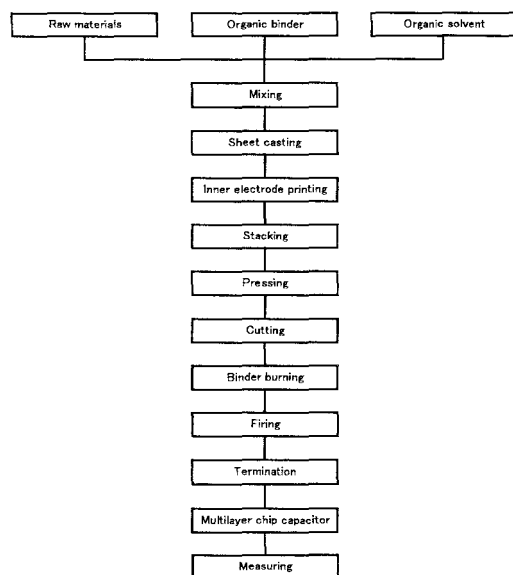 Raw materials
Organic binder
Organic solvent
Mixing
Sheet casting
Inner electrode printing
Stacking
Pressing
Cutting
Binder burning
Firing
Termination
Multilayer chip capacitor
Measuring